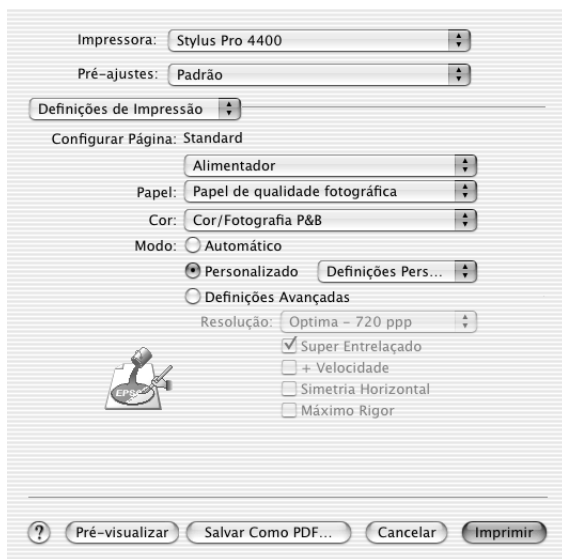 Impressora: Stylus Pro 4400
Pré-ajustes: Padrão
Definições de Impressão
Configurar Página: Standard
Alimentador
Papel: Papel de qualidade fotográfica
Cor: Cor/Fotografia P&B
Modo: Automático
Personalizado Definições Pers...
Definições Avançadas
Resolução: Optima – 720 ppp
Super Entrelaçado
+ Velocidade
Simetria Horizontal
Máximo Rigor
EPSO
? Pré-visualizar Salvar Como PDF... Cancelar Imprimir